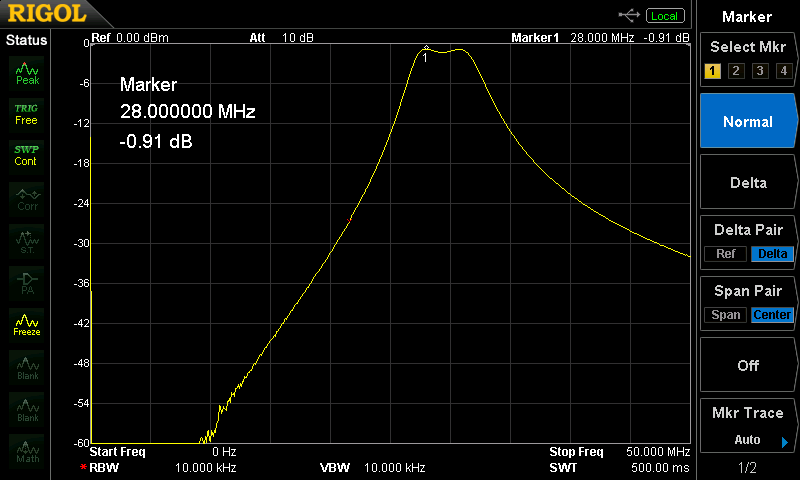 RIGOL
Local
Marker
Status
Ref 0.00 dBm Att 10 dB Marker1 28.000 MHz -0.91 dB
Select Mkr
1 2 3 4
Peak
TRIG
Free
SWP
Cont
Corr
S.T.
PA
Freeze
Blank
Blank
Math
0
-6
-12
-18
-24
-30
-36
-42
-48
-54
-60
Marker
28.000000 MHz
-0.91 dB
1
Normal
Delta
Delta Pair
Ref Delta
Span Pair
Span Center
Off
Mkr Trace
Auto
1/2
Start Freq 0 Hz Stop Freq 50.000 MHz
RBW 10.000 kHz VBW 10.000 kHz SWT 500.00 ms